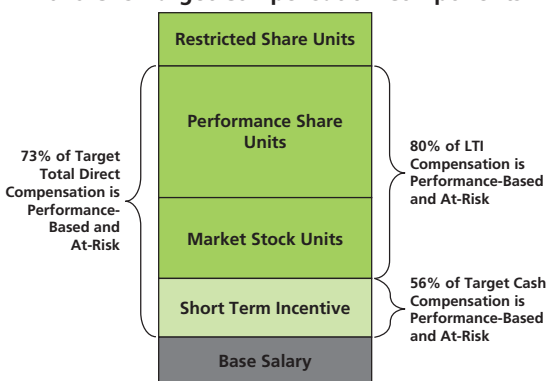 Restricted Share Units
Performance Share
Units
73% of Target
Total Direct
Compensation is
Performance-
Based and
At-Risk
80% of LTI
Compensation is
Performance-Based
and At-Risk
Market Stock Units
Short Term Incentive
56% of Target Cash
Compensation is
Performance-Based
and At-Risk
Base Salary